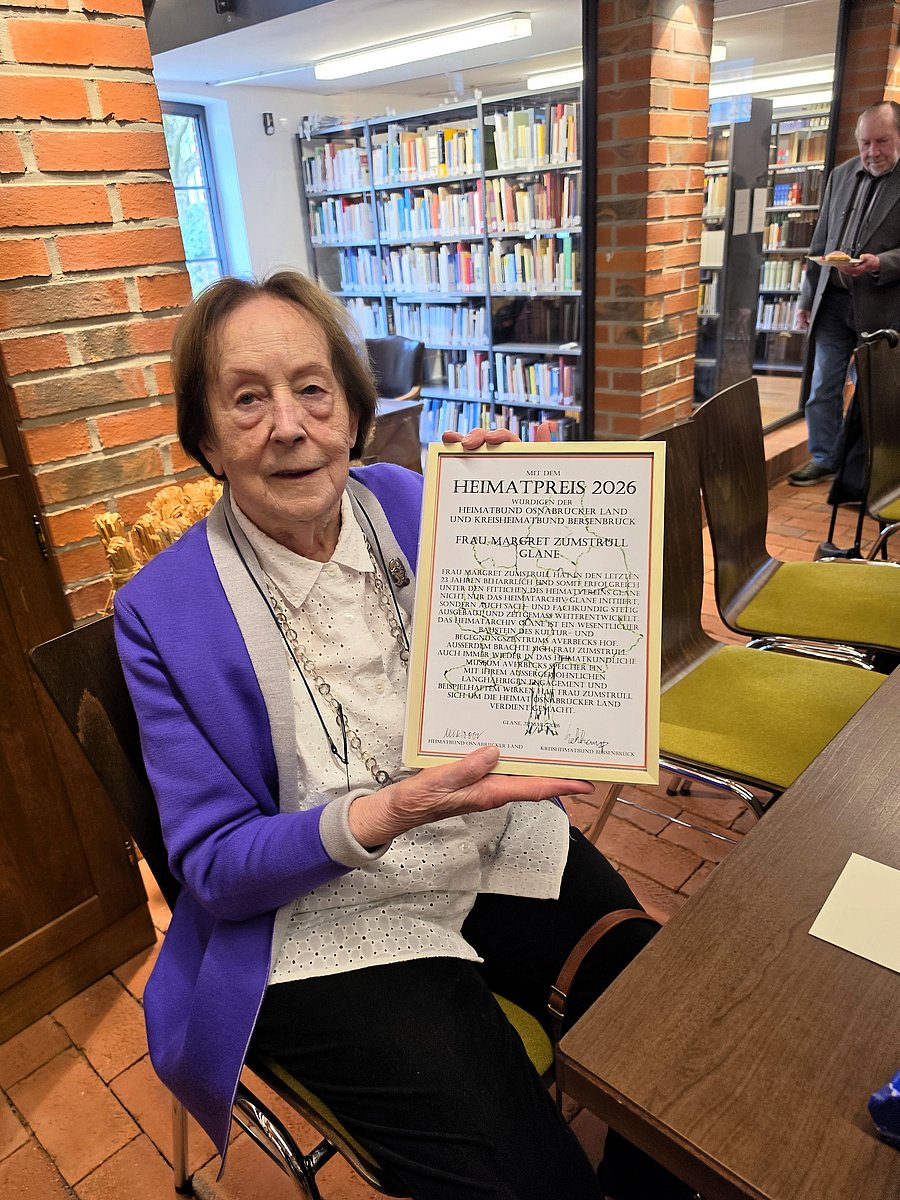 MIT DEM
HEIMATPREIS 2026
WÜRDIGEN DER
HEIMATBUND OSNABRÜCKER LAND
UND KREISHEIMATBUND BERSENBRÜCK
FRAU MARGRET ZUMSTRULL
GLANE
FRAU MARGRET ZUMSTRULL HAT IN DEN LETZTEN
23 JAHREN BEHARRLICH UND SOMIT ERFOLGREICH
UNTER DEN FITTICHEN DES HEIMATVEREINS GLANE
NICHT NUR DAS HEIMATARCHIV GLANE INITIIERT,
SONDERN AUCH SACH- UND FACHKUNDIG STETIG
AUSGEBAUT UND ZEITGEMÄSS WEITERENTWICKELT.
DAS HEIMATARCHIV GLANE IST EIN WESENTLICHER
BAUSTEIN DES KULTUR- UND
BEGEGNUNGSZENTRUMS AVERBECKS HOF.
AUSSERDEM BRACHTE SICH FRAU ZUMSTRULL
AUCH IMMER WIEDER IN DAS HEIMATKUNDLICHE
MUSEUM AVERBECKS SPEICHER EIN.
MIT IHREM AUSSERGEWÖHNLICHEN
LANGJÄHRIGEN ENGAGEMENT UND
BEISPIELHAFTEM WIRKEN HAT FRAU ZUMSTRULL
SICH UM DIE HEIMAT OSNABRÜCKER LAND
VERDIENT GEMACHT.
GLANE,
HEIMATBUND OSNABRÜCKER LAND
KREISHEIMATBUND BERSENBRÜCK